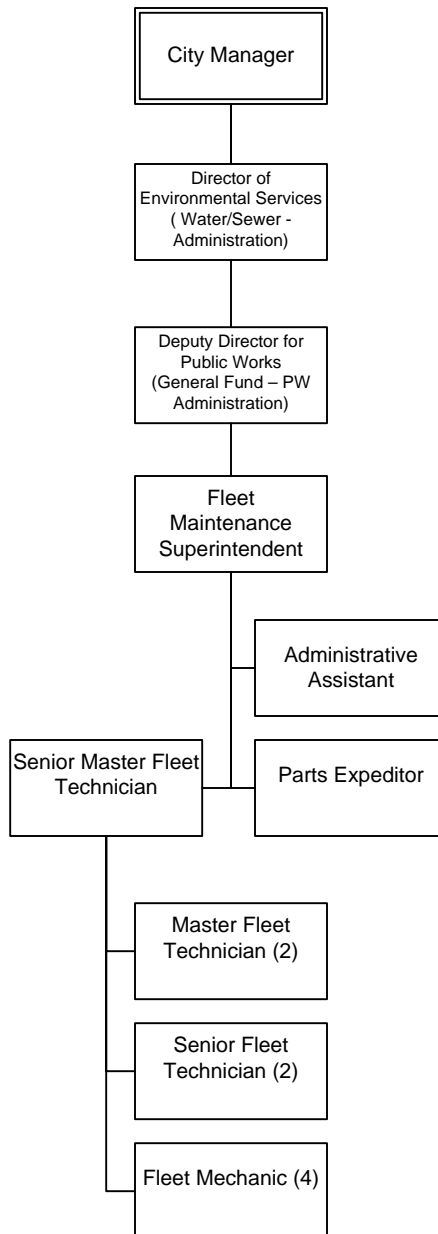 City Manager
Director of
Environmental Services
( Water/Sewer -
Administration)
Deputy Director for
Public Works
(General Fund – PW
Administration)
Fleet
Maintenance
Superintendent
Administrative
Assistant
Senior Master Fleet
Technician
Parts Expeditor
Master Fleet
Technician (2)
Senior Fleet
Technician (2)
Fleet Mechanic (4)